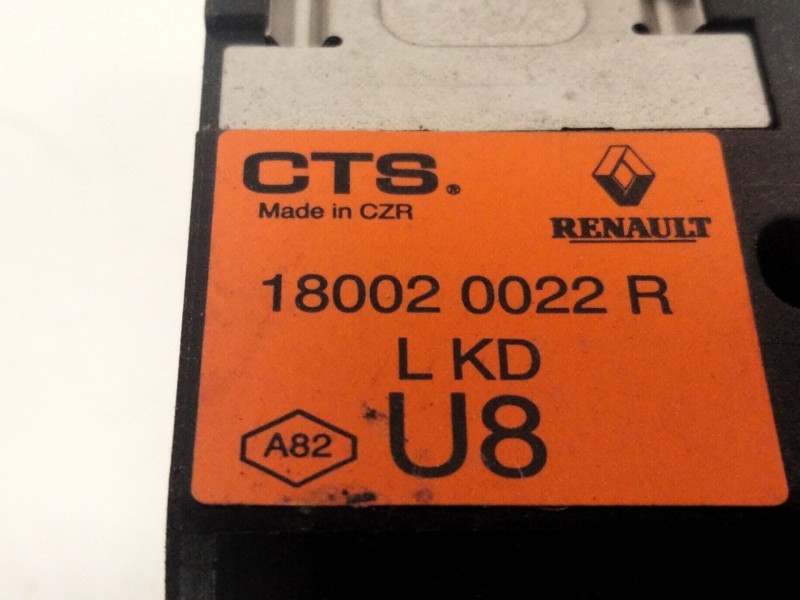 CTS.®
Made in CZR
RENAULT
18002 0022 R
L KD
U8
A82